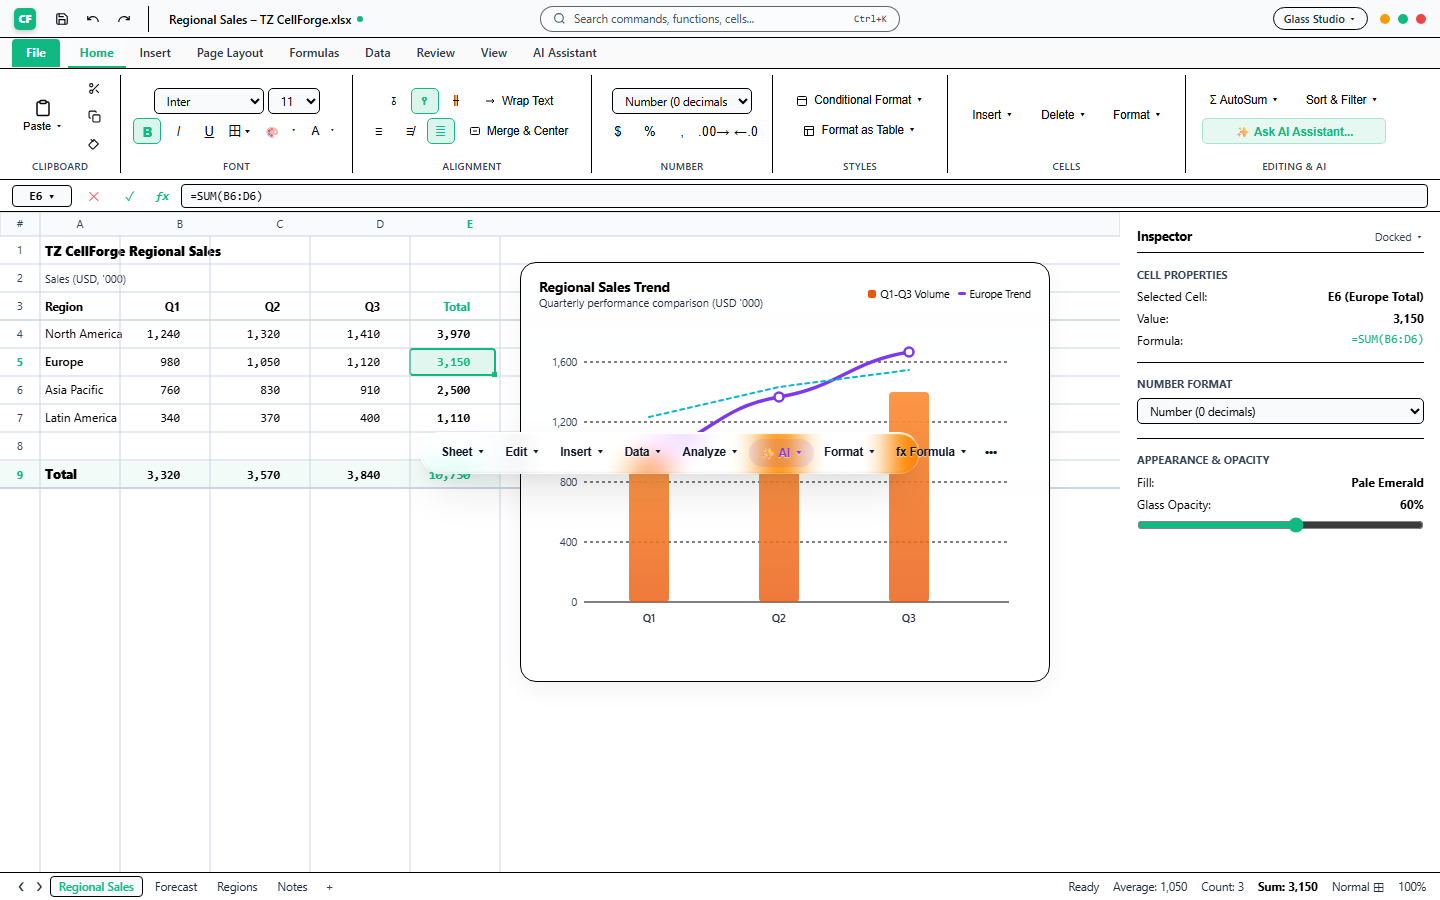 CF
Regional Sales – TZ CellForge.xlsx
Search commands, functions, cells... Ctrl+K
Glass Studio
File Home Insert Page Layout Formulas Data Review View AI Assistant
Paste
CLIPBOARD
Inter 11
B I U A
FONT
Wrap Text
Merge & Center
ALIGNMENT
Number (0 decimals
$ % , .00→ ←.0
NUMBER
Conditional Format
Format as Table
STYLES
Insert Delete Format
CELLS
Σ AutoSum Sort & Filter
✨ Ask AI Assistant...
EDITING & AI
E6 fx =SUM(B6:D6)
# A B C D E
1 TZ CellForge Regional Sales
2 Sales (USD, '000)
3 Region Q1 Q2 Q3 Total
4 North America 1,240 1,320 1,410 3,970
5 Europe 980 1,050 1,120 3,150
6 Asia Pacific 760 830 910 2,500
7 Latin America 340 370 400 1,110
8
9 Total 3,320 3,570 3,840 10,730
Regional Sales Trend
Quarterly performance comparison (USD '000)
Q1-Q3 Volume Europe Trend
1,600
1,200
800
400
0
Q1 Q2 Q3
Sheet Edit Insert Data Analyze ✨ AI Format fx Formula •••
Inspector Docked
CELL PROPERTIES
Selected Cell: E6 (Europe Total)
Value: 3,150
Formula: =SUM(B6:D6)
NUMBER FORMAT
Number (0 decimals)
APPEARANCE & OPACITY
Fill: Pale Emerald
Glass Opacity: 60%
Regional Sales Forecast Regions Notes +
Ready Average: 1,050 Count: 3 Sum: 3,150 Normal 100%